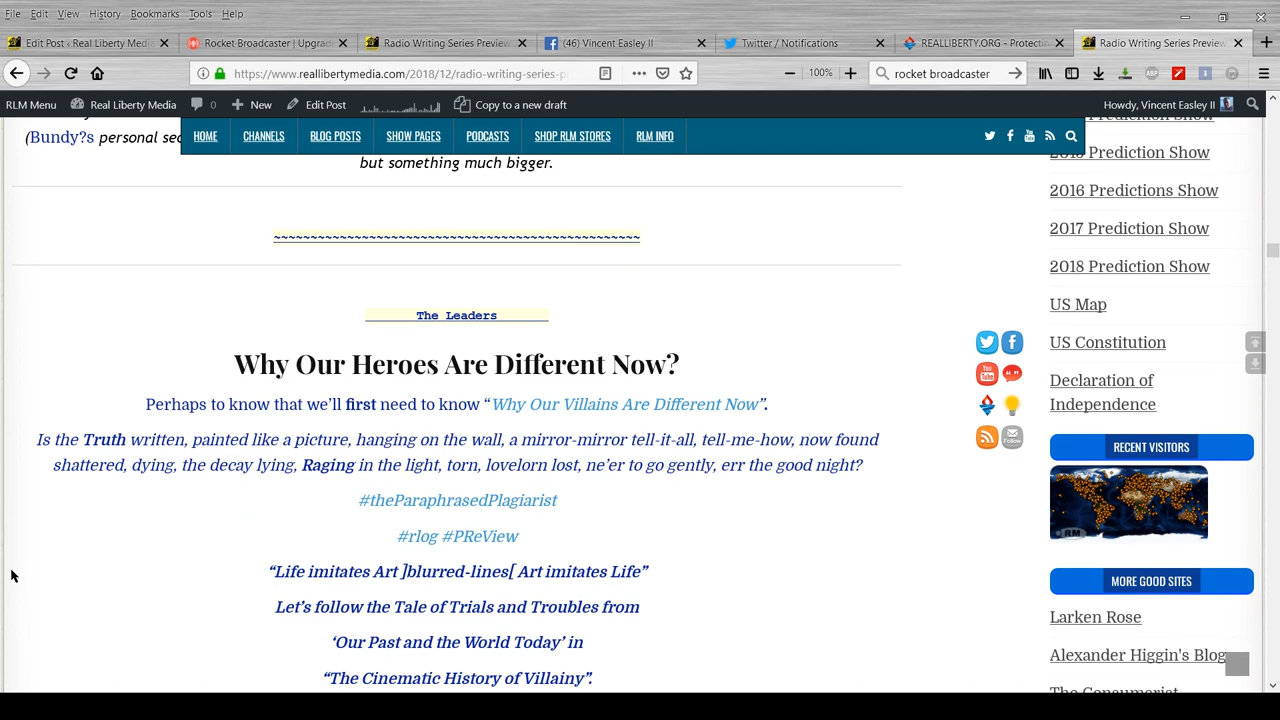 File Edit View History Bookmarks Tools Help
Edit Post - Real Liberty Medi
Rocket Broadcaster | Upgrad
Radio Writing Series Preview
(46) Vincent Easley II
Twitter / Notifications
REALLIBERTY.ORG - Protectin
Radio Writing Series Preview
https://www.reallibertymedia.com/2018/12/radio-writing-series-p
100%
rocket broadcaster
RLM Menu
Real Liberty Media
0
New
Edit Post
Copy to a new draft
Howdy, Vincent Easley II
HOME
CHANNELS
BLOG POSTS
SHOW PAGES
PODCASTS
SHOP RLM STORES
RLM INFO
(Bundy?s personal sec
but something much bigger.
~~~~~~~~~~~~~~~~~~~~~~~~~~~~~~~~~~~~~~~~~~~~~~~~~
The Leaders
Why Our Heroes Are Different Now?
Perhaps to know that we’ll first need to know “Why Our Villains Are Different Now”.
Is the Truth written, painted like a picture, hanging on the wall, a mirror-mirror tell-it-all, tell-me-how, now found
shattered, dying, the decay lying, Raging in the light, torn, lovelorn lost, ne’er to go gently, err the good night?
#theParaphrasedPlagiarist
#rlog #PReView
“Life imitates Art ]blurred-lines[ Art imitates Life”
Let’s follow the Tale of Trials and Troubles from
‘Our Past and the World Today’ in
“The Cinematic History of Villainy”.
Prediction Show
2016 Predictions Show
2017 Prediction Show
2018 Prediction Show
US Map
US Constitution
Declaration of
Independence
RECENT VISITORS
MORE GOOD SITES
Larken Rose
Alexander Higgin's Blog
The Consumerist